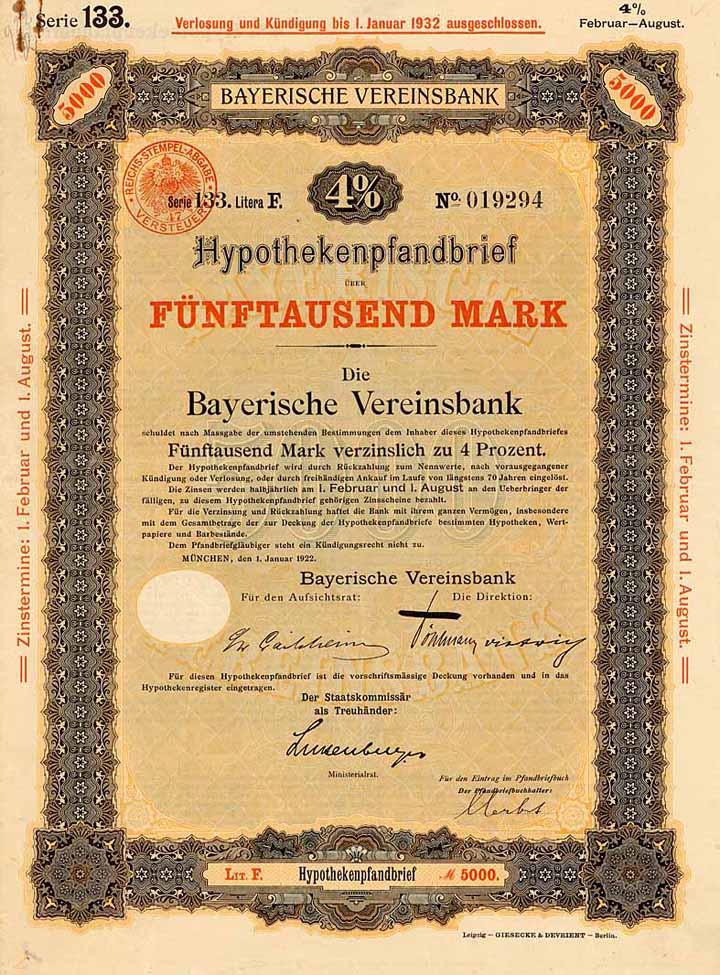 Serie 133.
Verlosung und Kündigung bis 1. Januar 1932 ausgeschlossen.
4%
Februar—August.
5000
BAYERISCHE VEREINSBANK
5000
REICHS-STEMPEL-ABGABE
VERSTEUERT
17
Serie 133. Litera F.
4%
No. 019294
Hypothekenpfandbrief
ÜBER
FÜNFTAUSEND MARK
Die
Bayerische Vereinsbank
schuldet nach Massgabe der umstehenden Bestimmungen dem Inhaber dieses Hypothekenpfandbriefes
Fünftausend Mark verzinslich zu 4 Prozent.
Der Hypothekenpfandbrief wird durch Rückzahlung zum Nennwerte, nach vorausgegangener
Kündigung oder Verlosung, oder durch freihändigen Ankauf im Laufe von längstens 70 Jahren eingelöst.
Die Zinsen werden halbjährlich am 1. Februar und 1. August an den Ueberbringer der
fälligen, zu diesem Hypothekenpfandbrief gehörigen Zinsscheine bezahlt.
Für die Verzinsung und Rückzahlung haftet die Bank mit ihrem ganzen Vermögen, insbesondere
mit dem Gesamtbetrage der zur Deckung der Hypothekenpfandbriefe bestimmten Hypotheken, Wert-
papiere und Barbestände.
Dem Pfandbriefgläubiger steht ein Kündigungsrecht nicht zu.
MÜNCHEN, den 1. Januar 1922.
Bayerische Vereinsbank
Für den Aufsichtsrat:
Die Direktion:
Für diesen Hypothekenpfandbrief ist die vorschriftsmässige Deckung vorhanden und in das
Hypothekenregister eingetragen.
Der Staatskommissär
als Treuhänder:
Ministerialrat.
Für den Eintrag im Pfandbriefbuch
Der Pfandbriefbuchhalter:
LIT. F.
Hypothekenpfandbrief
M 5000.
Leipzig — GIESECKE & DEVRIENT — Berlin.
Zinstermine: 1. Februar und 1. August.
Zinstermine: 1. Februar und 1. August.